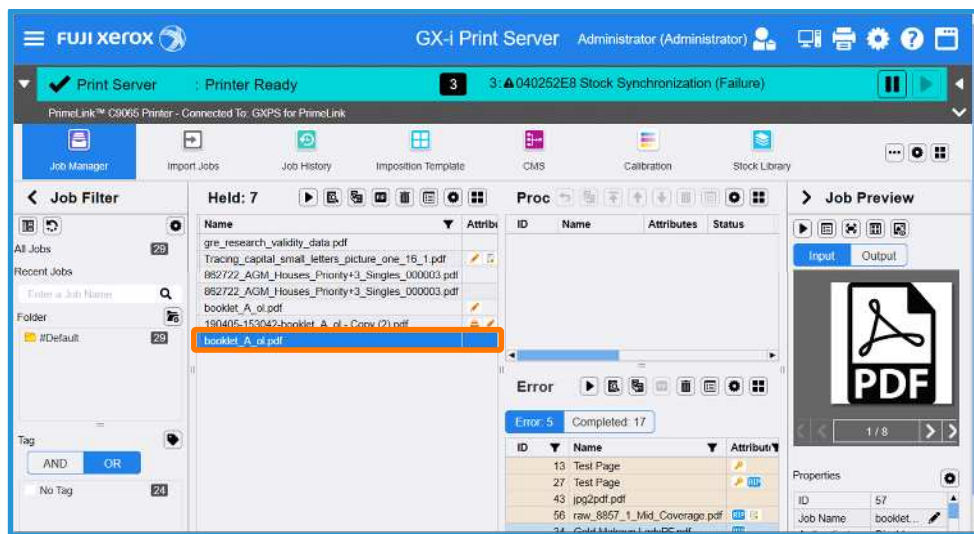 FUJI XEROX
GX-i Print Server Administrator (Administrator)
Print Server : Printer Ready 3 3: 040252E8 Stock Synchronization (Failure)
PrimeLink™ C9065 Printer - Connected To: GXPS for PrimeLink
Job Manager Import Jobs Job History Imposition Template CMS Calibration Stock Library
Job Filter
All Jobs 29
Recent Jobs
Enter a Job Name
Folder
#Default 29
Tag
AND OR
No Tag 24
Held: 7
Name Attribu
gre_research_validity_data.pdf
Tracing_capital_small_letters_picture_one_16_1.pdf
862722_AGM_Houses_Priority+3_Singles_000003.pdf
862722_AGM_Houses_Priority+3_Singles_000003.pdf
booklet_A_ol.pdf
190405-153042-booklet_A_ol - Copy (2).pdf
booklet_A_ol.pdf
Proc
ID Name Attributes Status
Error
Error: 5 Completed: 17
ID Name Attribut
13 Test Page
27 Test Page
43 jpg2pdf.pdf
56 raw_8857_1_Mid_Coverage.pdf
Job Preview
Input Output
PDF
1 / 8
Properties
ID 57
Job Name booklet...